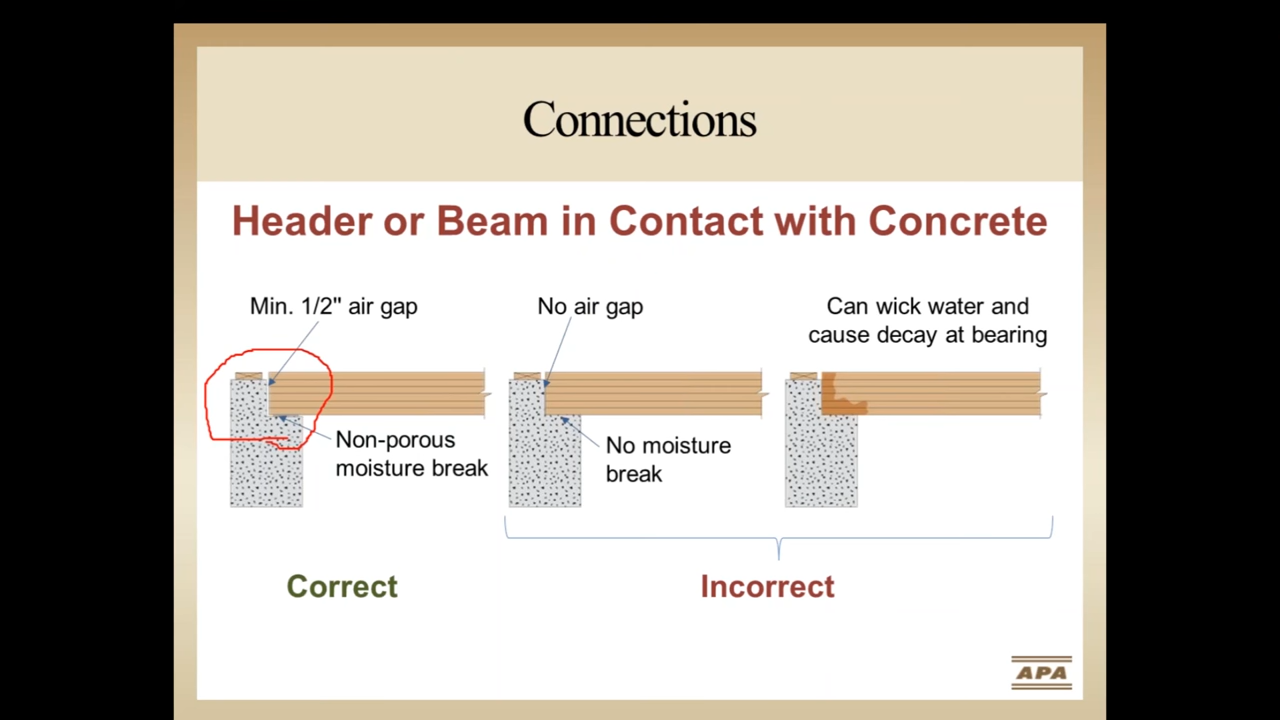 Connections
Header or Beam in Contact with Concrete
Min. 1/2" air gap
Non-porous
moisture break
Correct
No air gap
No moisture
break
Can wick water and
cause decay at bearing
Incorrect
APA